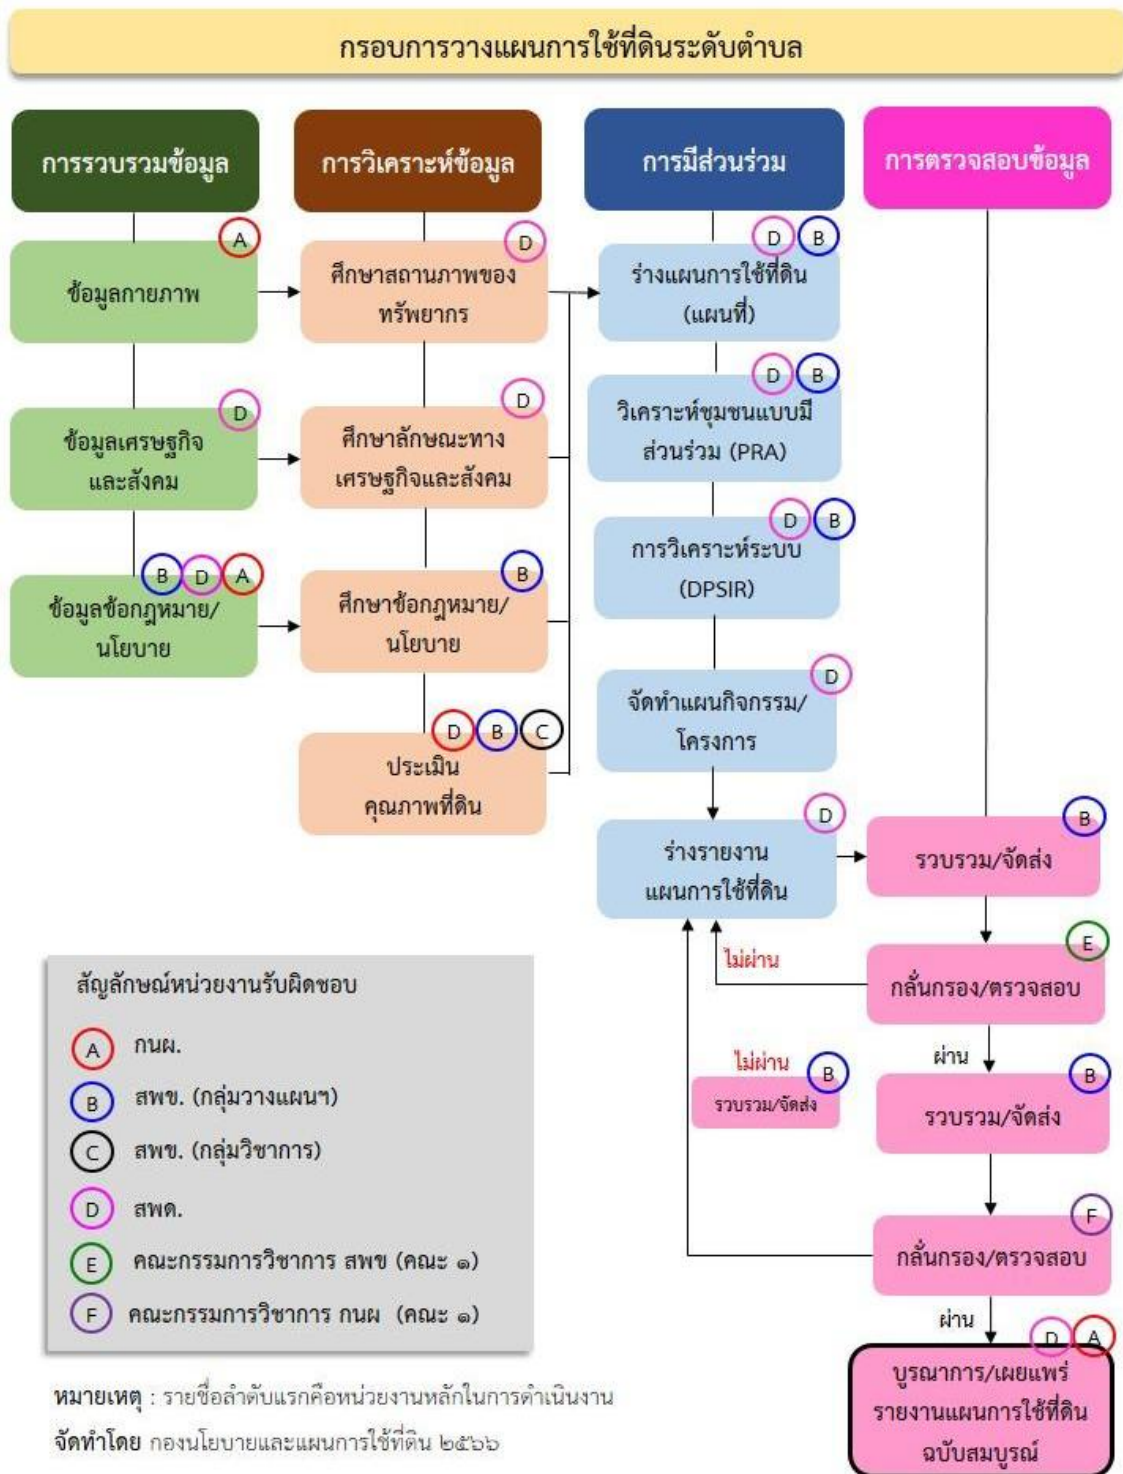 กรอบการวางแผนการใช้ที่ดินระดับตำบล
การรวบรวมข้อมูล
การวิเคราะห์ข้อมูล
การมีส่วนร่วม
การตรวจสอบข้อมูล
A
ข้อมูลกายภาพ
D
ข้อมูลเศรษฐกิจ
และสังคม
B D A
ข้อมูลข้อกฎหมาย/
นโยบาย
D
ศึกษาสถานภาพของ
ทรัพยากร
D
ศึกษาลักษณะทาง
เศรษฐกิจและสังคม
B
ศึกษาข้อกฎหมาย/
นโยบาย
D B C
ประเมิน
คุณภาพที่ดิน
D B
ร่างแผนการใช้ที่ดิน
(แผนที่)
D B
วิเคราะห์ชุมชนแบบมี
ส่วนร่วม (PRA)
D B
การวิเคราะห์ระบบ
(DPSIR)
D
จัดทำแผนกิจกรรม/
โครงการ
D
ร่างรายงาน
แผนการใช้ที่ดิน
B
รวบรวม/จัดส่ง
E
กลั่นกรอง/ตรวจสอบ
ไม่ผ่าน
ผ่าน
B
รวบรวม/จัดส่ง
ไม่ผ่าน
B
รวบรวม/จัดส่ง
F
กลั่นกรอง/ตรวจสอบ
ผ่าน
D A
บูรณาการ/เผยแพร่
รายงานแผนการใช้ที่ดิน
ฉบับสมบูรณ์
สัญลักษณ์หน่วยงานรับผิดชอบ
A กนผ.
B สพข. (กลุ่มวางแผนฯ)
C สพข. (กลุ่มวิชาการ)
D สพด.
E คณะกรรมการวิชาการ สพข (คณะ ๑)
F คณะกรรมการวิชาการ กนผ (คณะ ๑)
หมายเหตุ : รายชื่อลำดับแรกคือหน่วยงานหลักในการดำเนินงาน
จัดทำโดย กองนโยบายและแผนการใช้ที่ดิน ๒๕๖๖